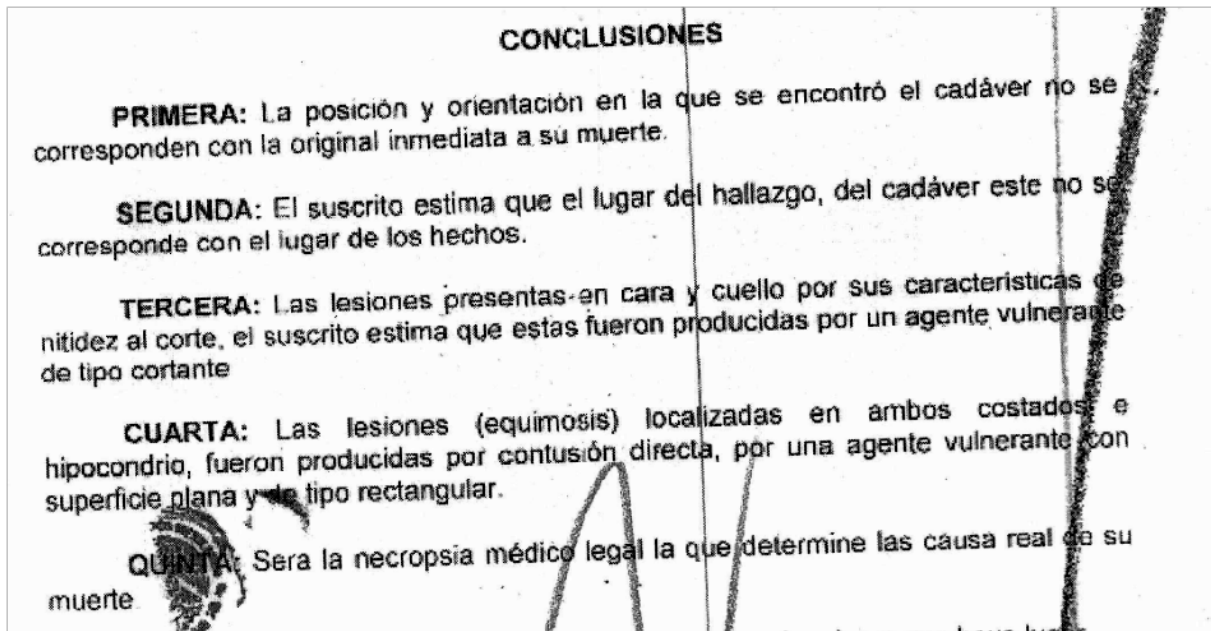 CONCLUSIONES
PRIMERA: La posición y orientación en la que se encontró el cadáver no se
corresponden con la original inmediata a su muerte.
SEGUNDA: El suscrito estima que el lugar del hallazgo, del cadáver este no se
corresponde con el lugar de los hechos.
TERCERA: Las lesiones presentas en cara y cuello por sus características de
nitidez al corte, el suscrito estima que estas fueron producidas por un agente vulnerante
de tipo cortante
CUARTA: Las lesiones (equimosis) localizadas en ambos costados e
hipocondrio, fueron producidas por contusión directa, por una agente vulnerante con
superficie plana y de tipo rectangular.
QUINTA: Sera la necropsia médico legal la que determine las causa real de su
muerte